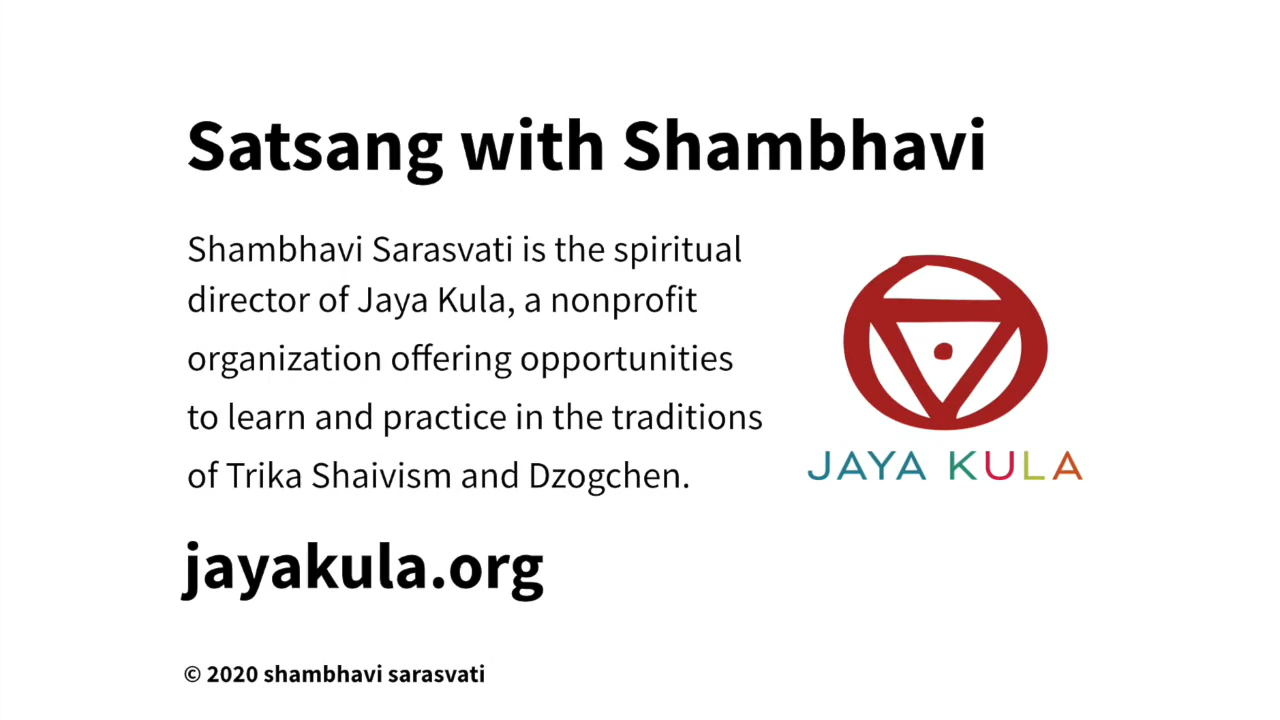 Satsang with Shambhavi
Shambhavi Sarasvati is the spiritual
director of Jaya Kula, a nonprofit
organization offering opportunities
to learn and practice in the traditions
of Trika Shaivism and Dzogchen.
JAYA KULA
jayakula.org
© 2020 shambhavi sarasvati